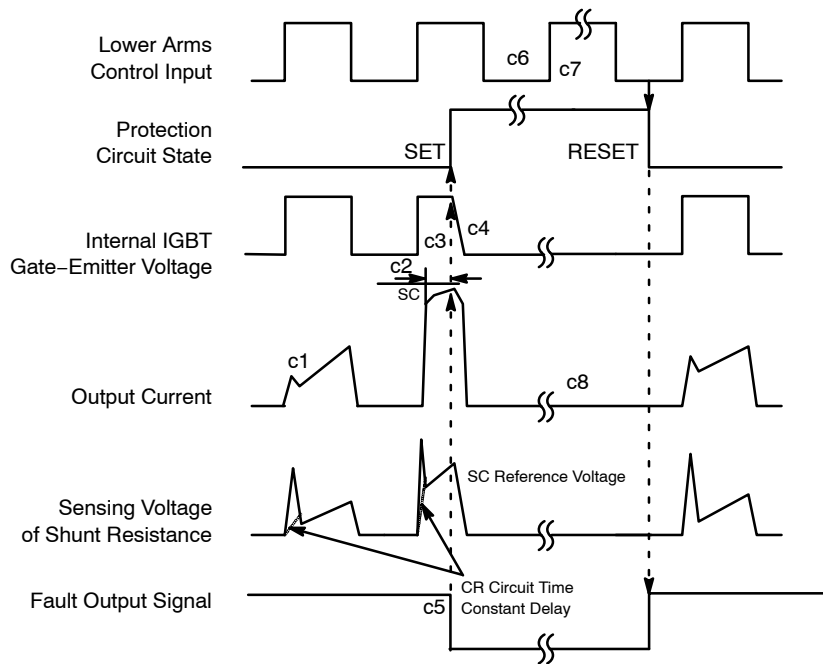 Lower Arms
Control Input
c6
c7
Protection
Circuit State
SET
RESET
Internal IGBT
Gate−Emitter Voltage
c3
c4
c2
SC
c1
Output Current
c8
Sensing Voltage
of Shunt Resistance
SC Reference Voltage
Fault Output Signal
c5
CR Circuit Time
Constant Delay